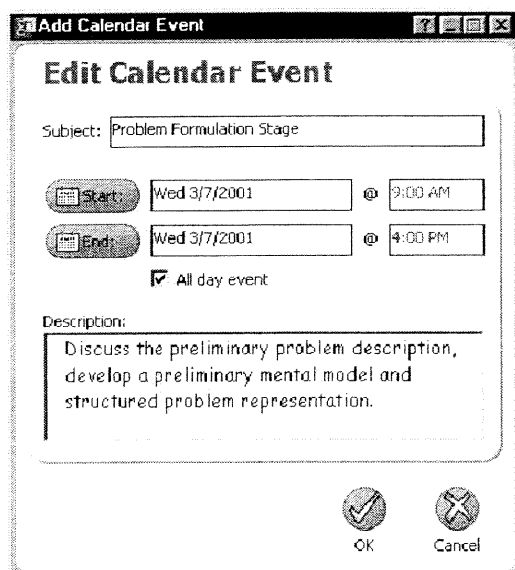 Add Calendar Event
Edit Calendar Event
Subject: Problem Formulation Stage
Start: Wed 3/7/2001 @ 9:00 AM
End: Wed 3/7/2001 @ 4:00 PM
All day event
Description:
Discuss the preliminary problem description,
develop a preliminary mental model and
structured problem representation.
OK Cancel